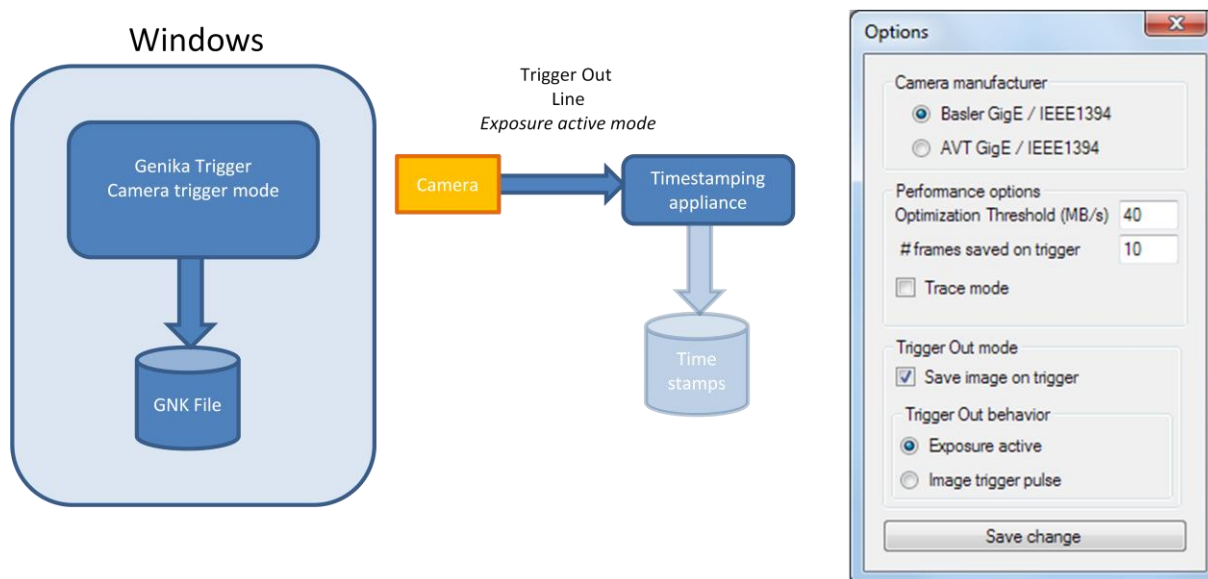 Windows
Genika Trigger
Camera trigger mode
GNK File
Trigger Out
Line
Exposure active mode
Camera
Timestamping
appliance
Time
stamps
Options
Camera manufacturer
Basler GigE / IEEE1394
AVT GigE / IEEE1394
Performance options
Optimization Threshold (MB/s) 40
# frames saved on trigger 10
Trace mode
Trigger Out mode
Save image on trigger
Trigger Out behavior
Exposure active
Image trigger pulse
Save change